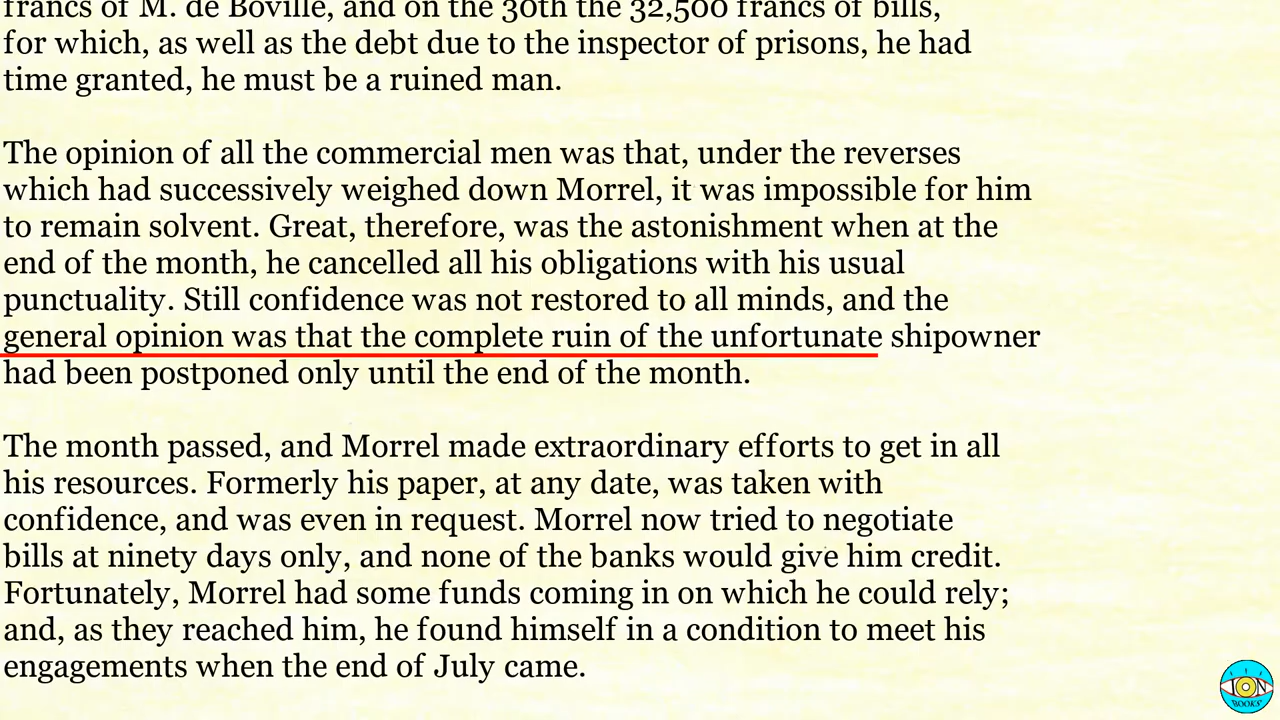 francs of M. de Boville, and on the 30th the 32,500 francs of bills,
for which, as well as the debt due to the inspector of prisons, he had
time granted, he must be a ruined man.
The opinion of all the commercial men was that, under the reverses
which had successively weighed down Morrel, it was impossible for him
to remain solvent. Great, therefore, was the astonishment when at the
end of the month, he cancelled all his obligations with his usual
punctuality. Still confidence was not restored to all minds, and the
general opinion was that the complete ruin of the unfortunate shipowner
had been postponed only until the end of the month.
The month passed, and Morrel made extraordinary efforts to get in all
his resources. Formerly his paper, at any date, was taken with
confidence, and was even in request. Morrel now tried to negotiate
bills at ninety days only, and none of the banks would give him credit.
Fortunately, Morrel had some funds coming in on which he could rely;
and, as they reached him, he found himself in a condition to meet his
engagements when the end of July came.
ION
BOOKS